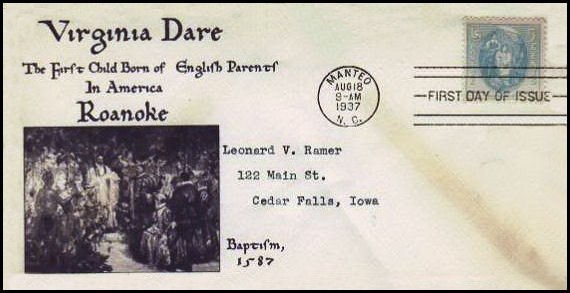 Virginia Dare
The First Child Born of English Parents
In America
Roanoke
MANTEO
AUG 18
9-AM
1937
N. C.
FIRST DAY OF ISSUE
Leonard V. Ramer
122 Main St.
Cedar Falls, Iowa
Baptism,
1587